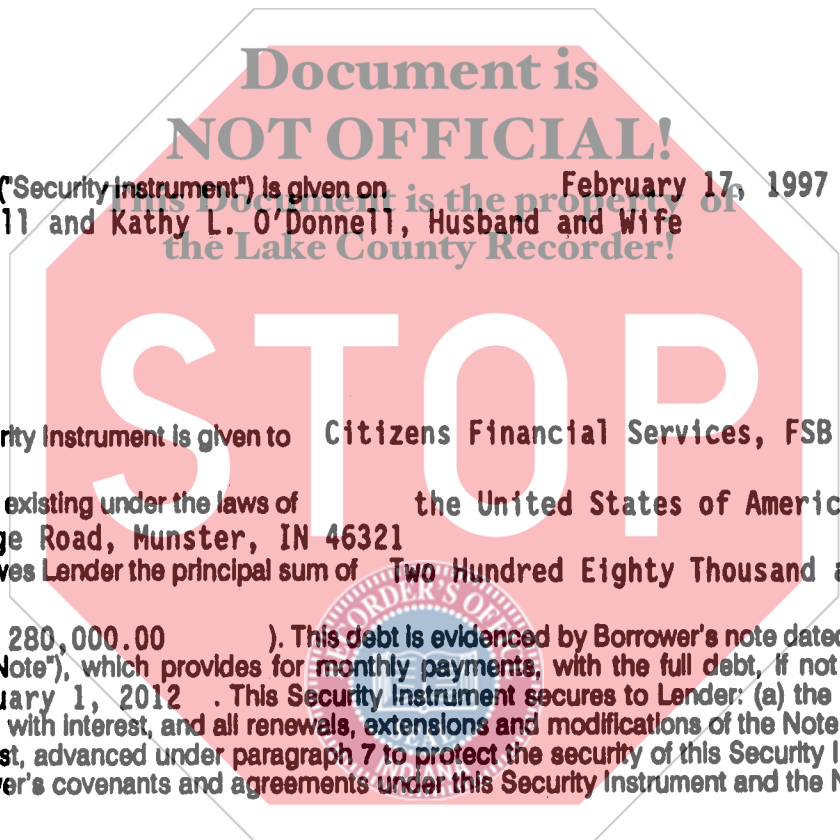 Document is
NOT OFFICIAL!
("Security Instrument") is given on February 17, 1997
This Document is the property of
ll and Kathy L. O'Donnell, Husband and Wife
the Lake County Recorder!
STOP
rity Instrument is given to Citizens Financial Services, FSB
existing under the laws of the United States of Americ
ge Road, Munster, IN 46321
ves Lender the principal sum of Two Hundred Eighty Thousand a
280,000.00 ). This debt is evidenced by Borrower's note dated
Note"), which provides for monthly payments, with the full debt, if not
uary 1, 2012 . This Security Instrument secures to Lender: (a) the
with interest, and all renewals, extensions and modifications of the Note
st, advanced under paragraph 7 to protect the security of this Security I
er's covenants and agreements under this Security Instrument and the N
RECORDER'S OFFICE
SEAL
INDIANA